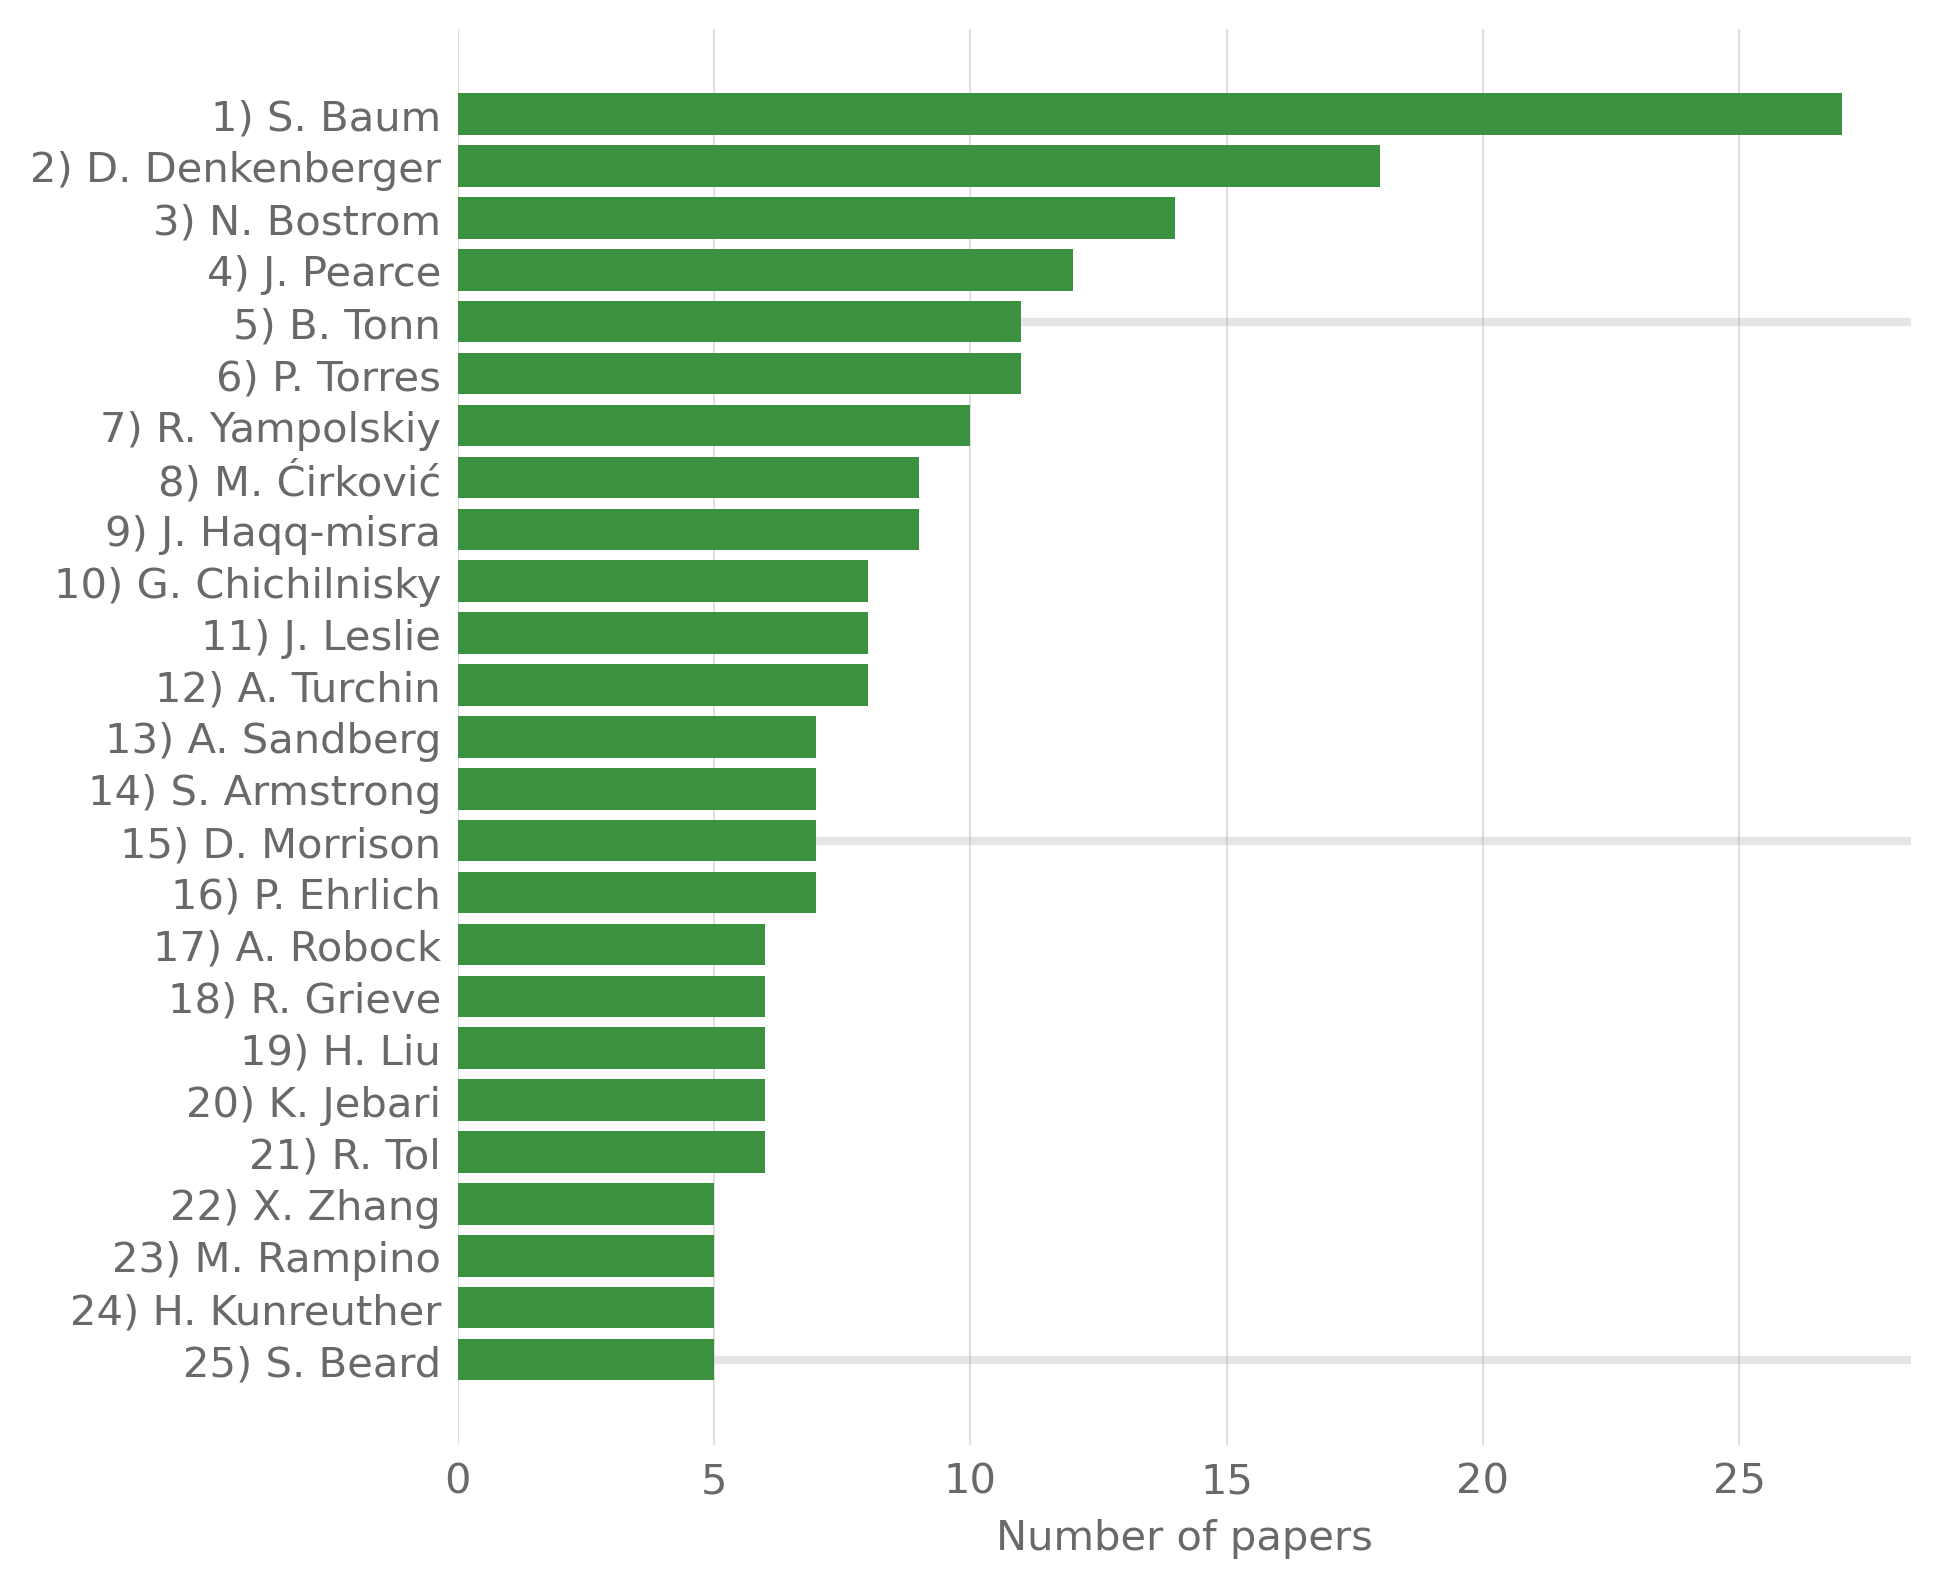 1) S. Baum
2) D. Denkenberger
3) N. Bostrom
4) J. Pearce
5) B. Tonn
6) P. Torres
7) R. Yampolskiy
8) M. Ćirković
9) J. Haqq-misra
10) G. Chichilnisky
11) J. Leslie
12) A. Turchin
13) A. Sandberg
14) S. Armstrong
15) D. Morrison
16) P. Ehrlich
17) A. Robock
18) R. Grieve
19) H. Liu
20) K. Jebari
21) R. Tol
22) X. Zhang
23) M. Rampino
24) H. Kunreuther
25) S. Beard
0 5 10 15 20 25
Number of papers